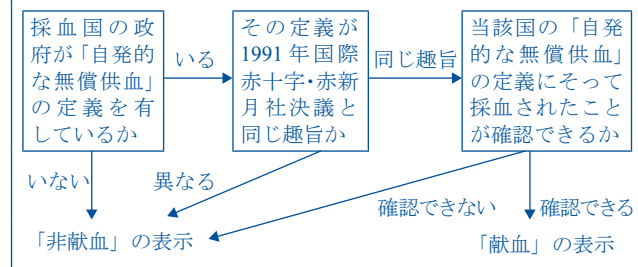 採血国の政
府が「自発的
な無償供血」
の定義を有
しているか
いる
その定義が
1991年国際
赤十字・赤新
月社決議と
同じ趣旨か
同じ趣旨
当該国の「自発
的な無償供血」
の定義にそって
採血されたこと
が確認できるか
いない
異なる
確認できない
確認できる
「非献血」の表示
「献血」の表示